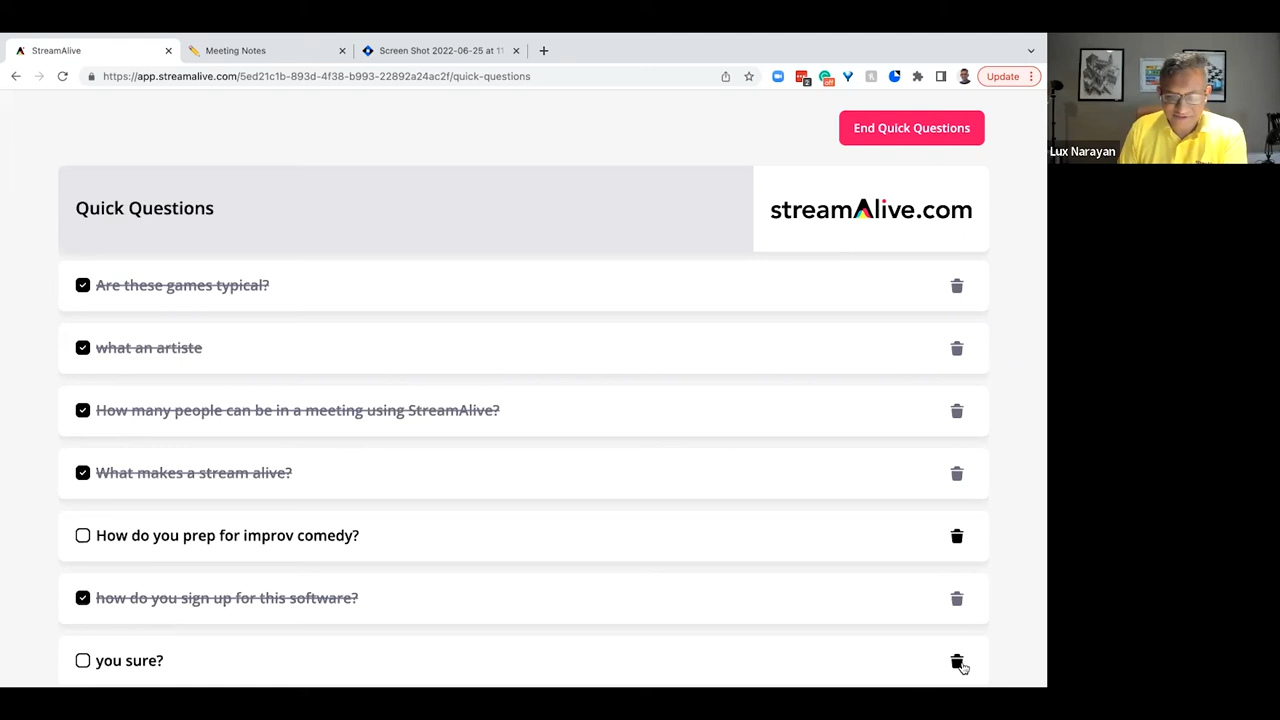 StreamAlive
Meeting Notes
Screen Shot 2022-06-25 at 11
https://app.streamalive.com/5ed21c1b-893d-4f38-b993-22892a24ac2f/quick-questions
2
off
Update
End Quick Questions
Lux Narayan
Quick Questions
streamAlive.com
Are these games typical?
what an artiste
How many people can be in a meeting using StreamAlive?
What makes a stream alive?
How do you prep for improv comedy?
how do you sign up for this software?
you sure?